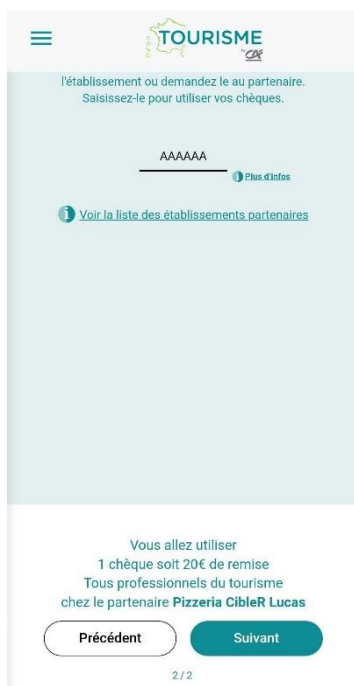 TOURISME
by CA
l'établissement ou demandez le au partenaire.
Saisissez-le pour utiliser vos chèques.
AAAAAA
Plus d'infos
Voir la liste des établissements partenaires
Vous allez utiliser
1 chèque soit 20€ de remise
Tous professionnels du tourisme
chez le partenaire Pizzeria CibleR Lucas
Précédent
Suivant
2 / 2